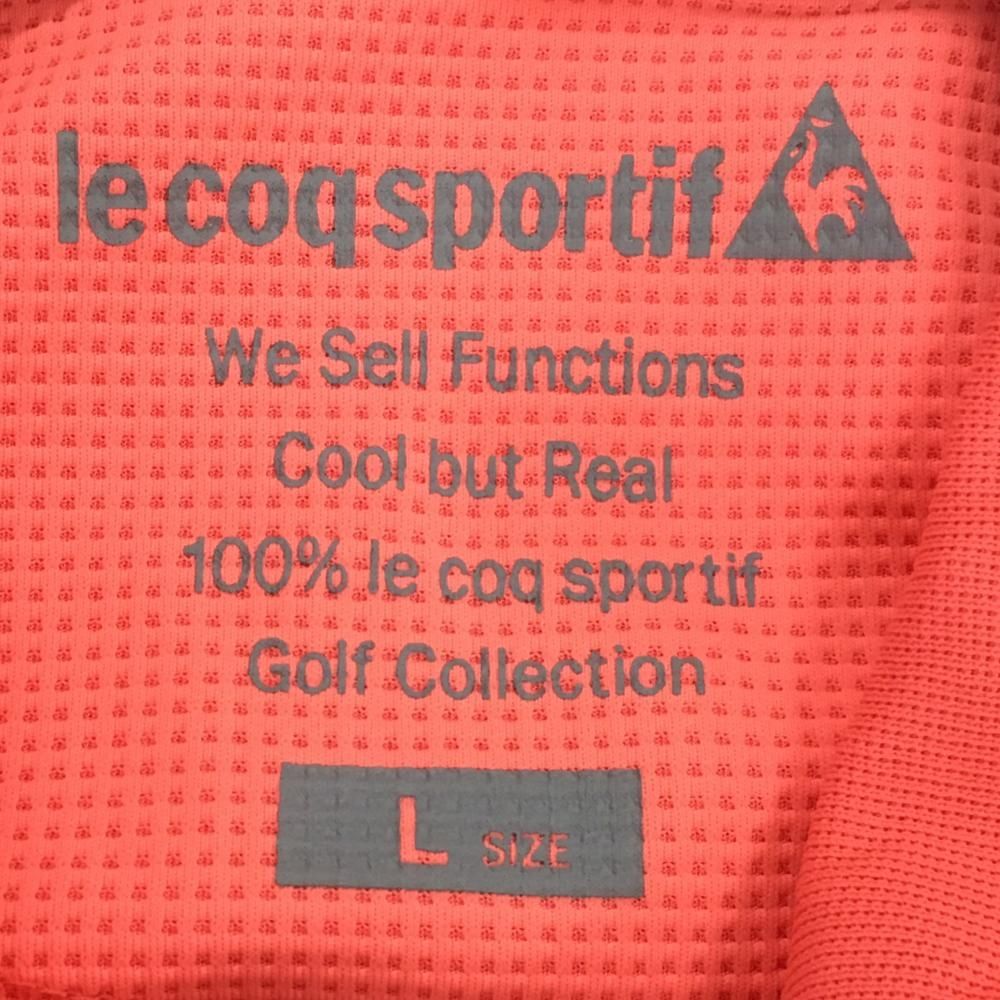 le coq sportif
We Sell Functions
Cool but Real
100% le coq sportif
Golf Collection
L SIZE